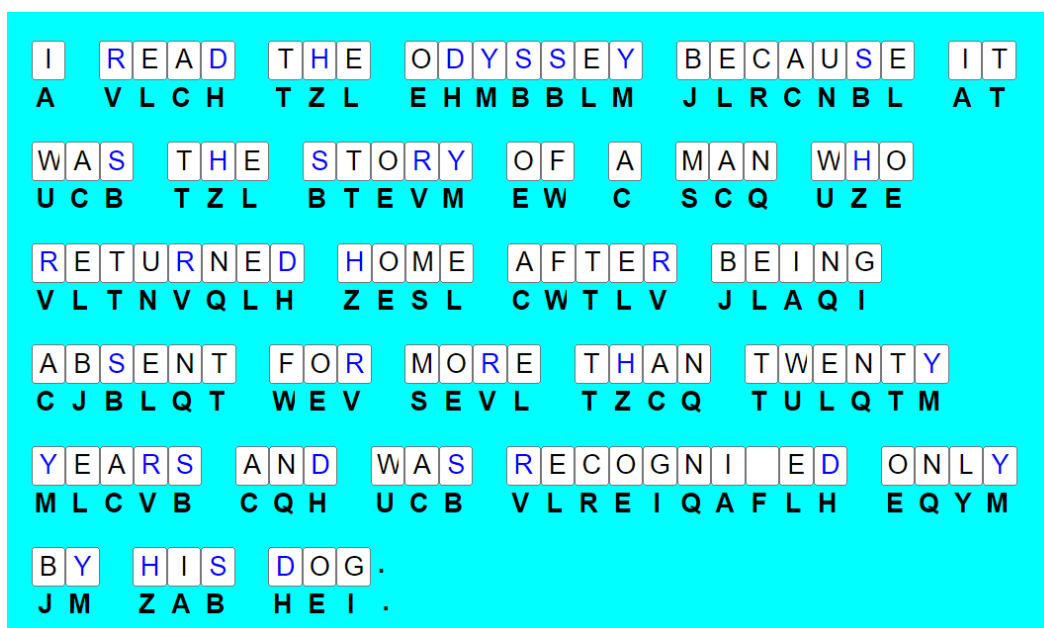 I READ THE ODYSSEY BECAUSE IT
A VLCH TZL EHMBBLM JLRCNBL AT
WAS THE STORY OF A MAN WHO
UCB TZL BTEVM EW C SCQ UZE
RETURNED HOME AFTER BEING
VLTNVQLH ZESL CWTLV JLAQI
ABSENT FOR MORE THAN TWENTY
CJBLQT WEV SEVL TZCQ TULQTM
YEARS AND WAS RECOGNI ED ONLY
MLCVB CQH UCB VLREIQAFLH EQYM
BY HIS DOG.
JM ZAB HEI.